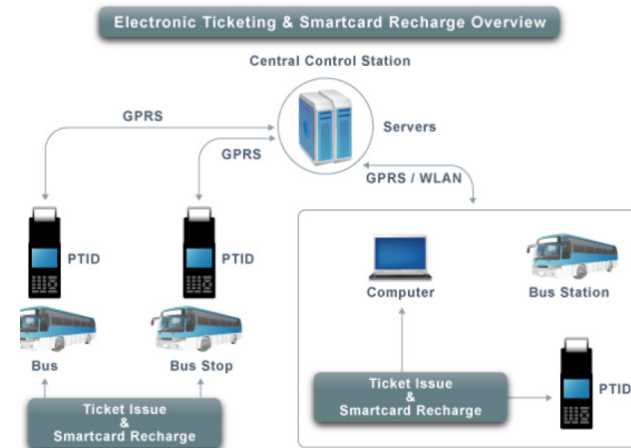 Electronic Ticketing & Smartcard Recharge Overview
Central Control Station
GPRS
Servers
GPRS
GPRS / WLAN
PTID
PTID
Computer
Bus Station
Bus
Bus Stop
Ticket Issue
&
Smartcard Recharge
PTID
Ticket Issue
&
Smartcard Recharge